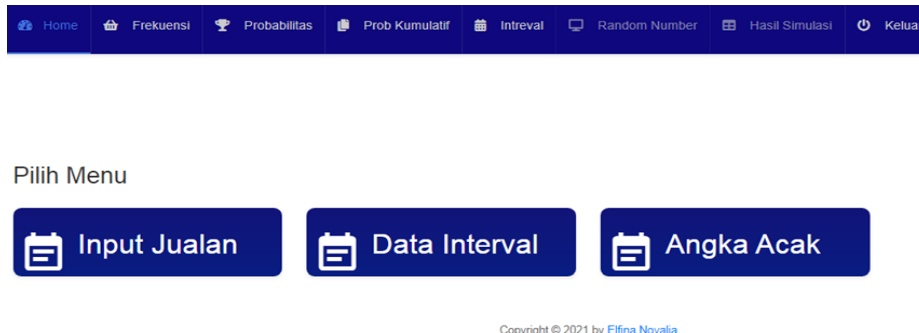 Home Frekuensi Probabilitas Prob Kumulatif Intreval Random Number Hasil Simulasi
Pilih Menu
Input Jualan Data Interval Angka Acak
Copyright © 2021 by Elfina Novalia